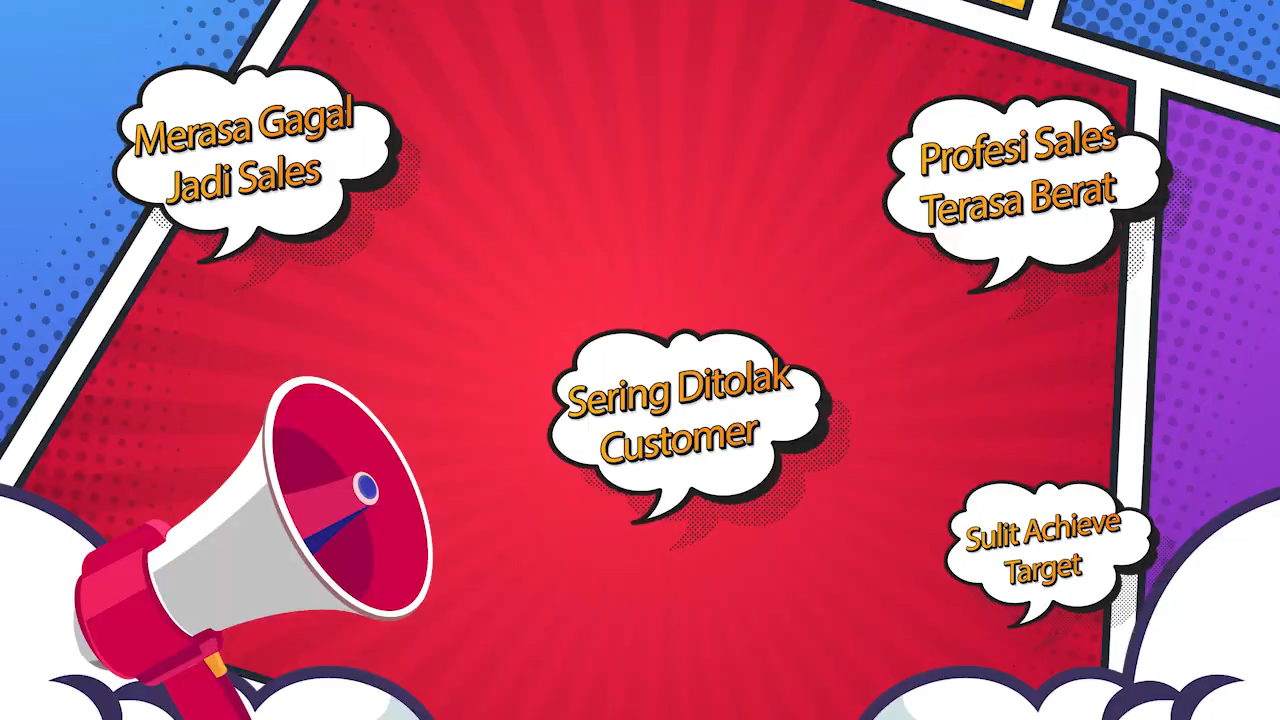 Merasa Gagal
Jadi Sales
Profesi Sales
Terasa Berat
Sering Ditolak
Customer
Sulit Achieve
Target